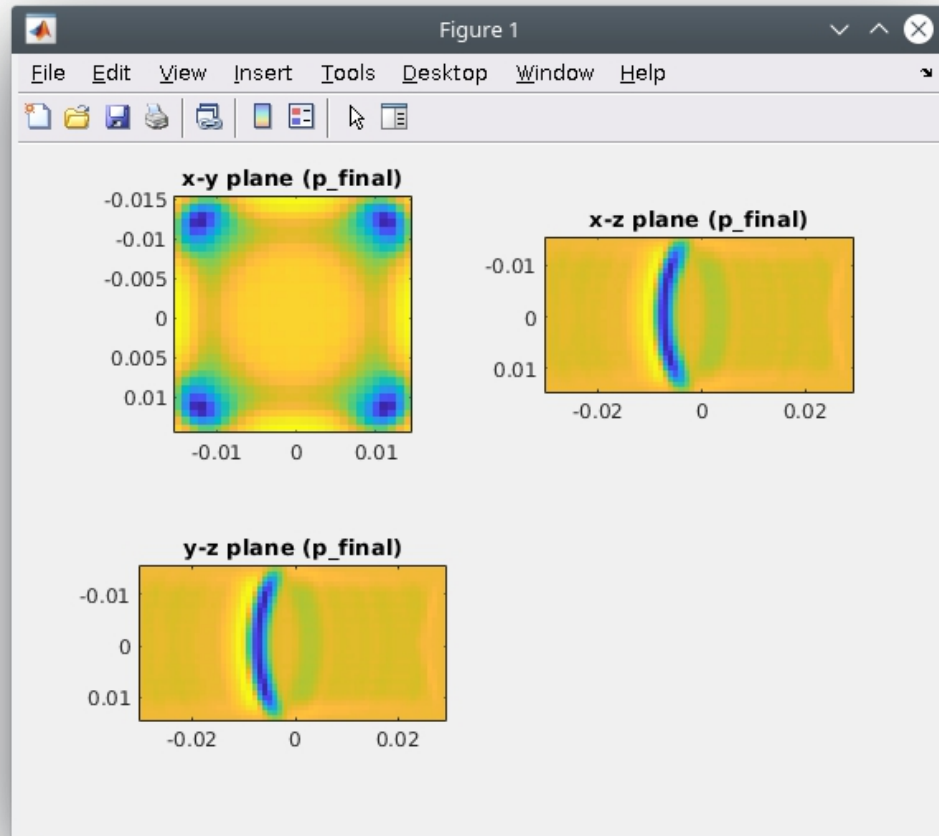 Figure 1
File Edit View Insert Tools Desktop Window Help
x-y plane (p_final)
-0.015
-0.01
-0.005
0
0.005
0.01
-0.01 0 0.01
x-z plane (p_final)
-0.01
0
0.01
-0.02 0 0.02
y-z plane (p_final)
-0.01
0
0.01
-0.02 0 0.02